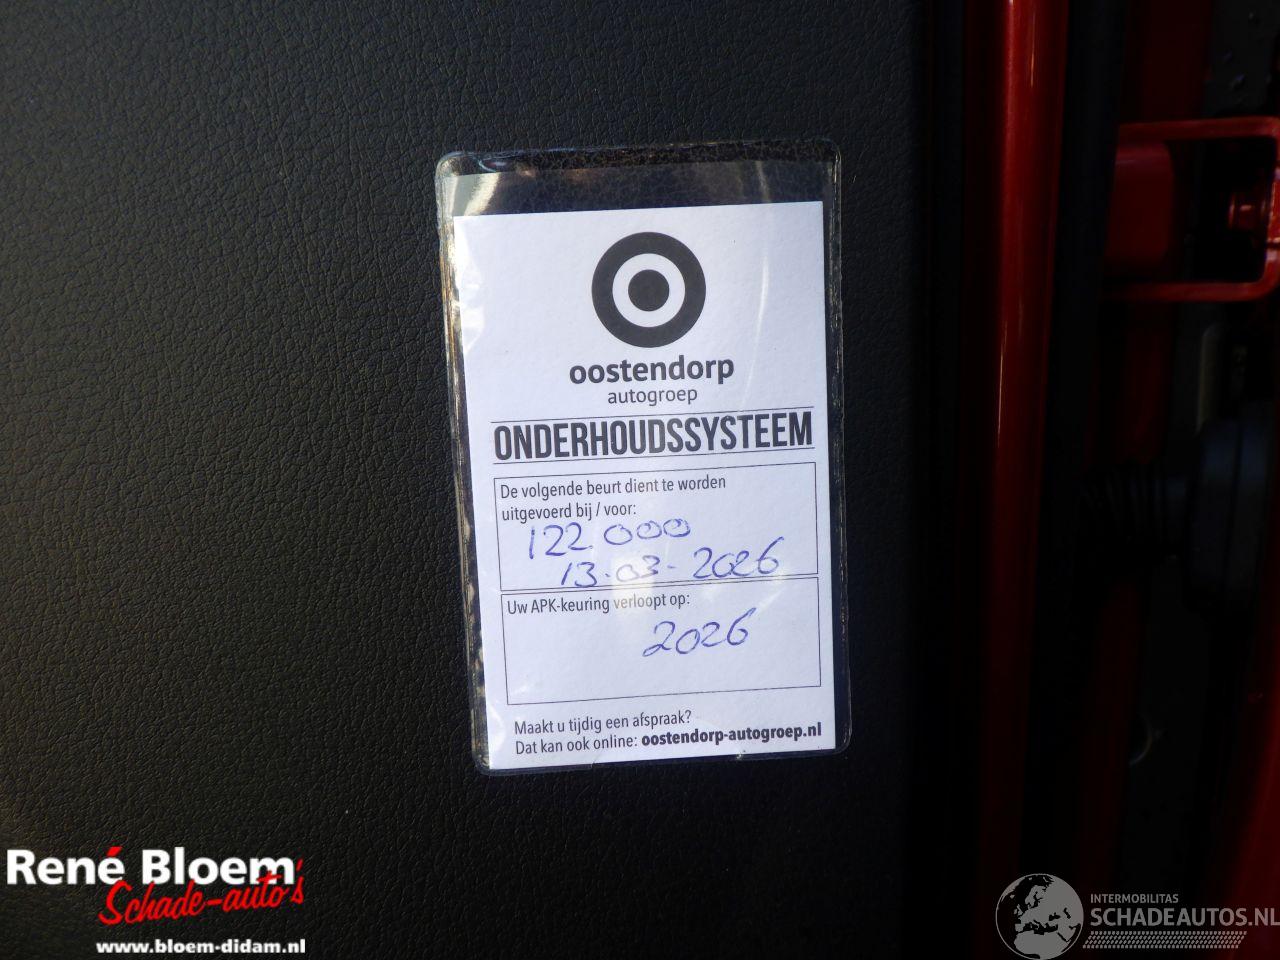 oostendorp
autogroep
ONDERHOUDSSYSTEEM
De volgende beurt dient te worden
uitgevoerd bij / voor:
122.000
13-03-2026
Uw APK-keuring verloopt op:
2026
Maakt u tijdig een afspraak?
Dat kan ook online: oostendorp-autogroep.nl
René Bloem
Schade-auto's
www.bloem-didam.nl
INTERMOBILITAS
SCHADEAUTOS.NL